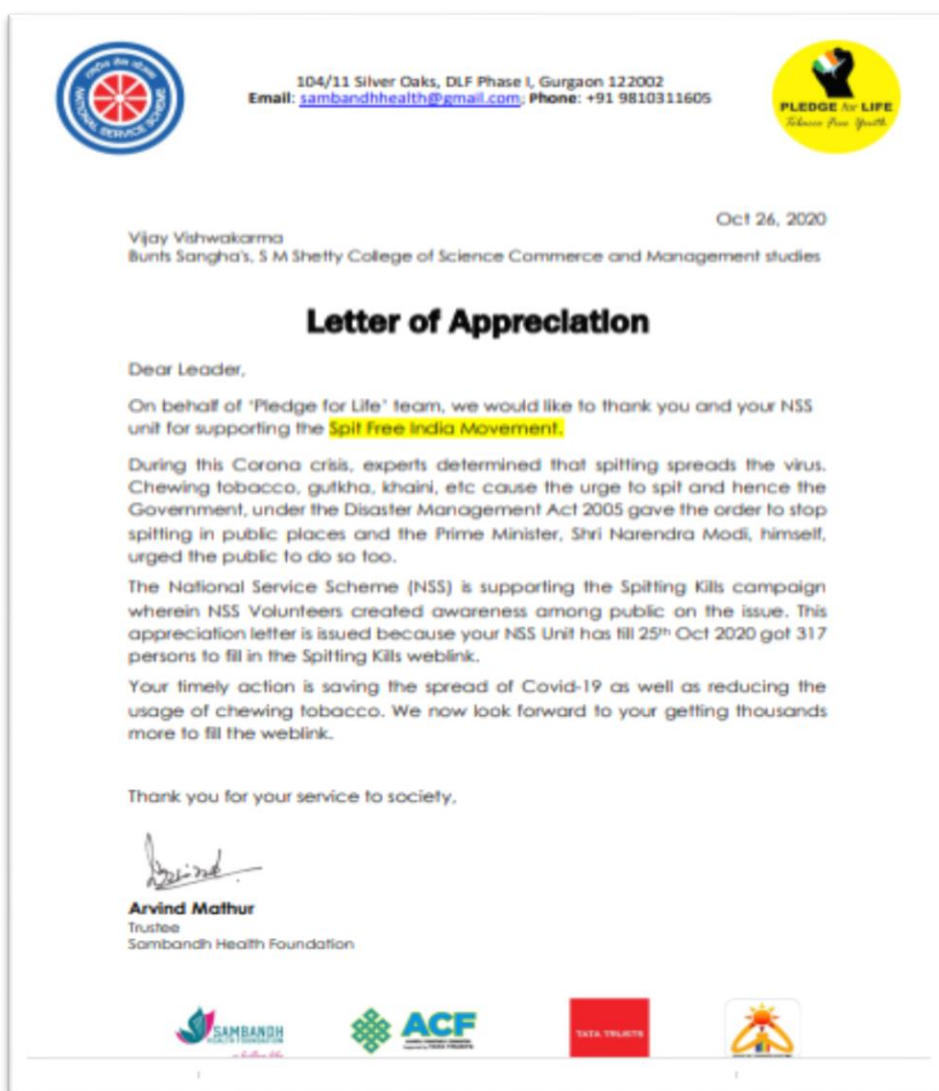 राष्ट्रीय सेवा योजना
NATIONAL SERVICE SCHEME
104/11 Silver Oaks, DLF Phase I, Gurgaon 122002
Email: sambandhhealth@gmail.com; Phone: +91 9810311605
PLEDGE for LIFE
Tobacco Free Youth
Oct 26, 2020
Vijay Vishwakarma
Bunts Sangha's, S M Shetty College of Science Commerce and Management studies
Letter of Appreciation
Dear Leader,
On behalf of 'Pledge for Life' team, we would like to thank you and your NSS
unit for supporting the Spit Free India Movement.
During this Corona crisis, experts determined that spitting spreads the virus.
Chewing tobacco, gutkha, khaini, etc cause the urge to spit and hence the
Government, under the Disaster Management Act 2005 gave the order to stop
spitting in public places and the Prime Minister, Shri Narendra Modi, himself,
urged the public to do so too.
The National Service Scheme (NSS) is supporting the Spitting Kills campaign
wherein NSS Volunteers created awareness among public on the issue. This
appreciation letter is issued because your NSS Unit has till 25th Oct 2020 got 317
persons to fill in the Spitting Kills weblink.
Your timely action is saving the spread of Covid-19 as well as reducing the
usage of chewing tobacco. We now look forward to your getting thousands
more to fill the weblink.
Thank you for your service to society,
Arvind Mathur
Trustee
Sambandh Health Foundation
SAMBANDH
HEALTH FOUNDATION
ACF
TATA TRUSTS